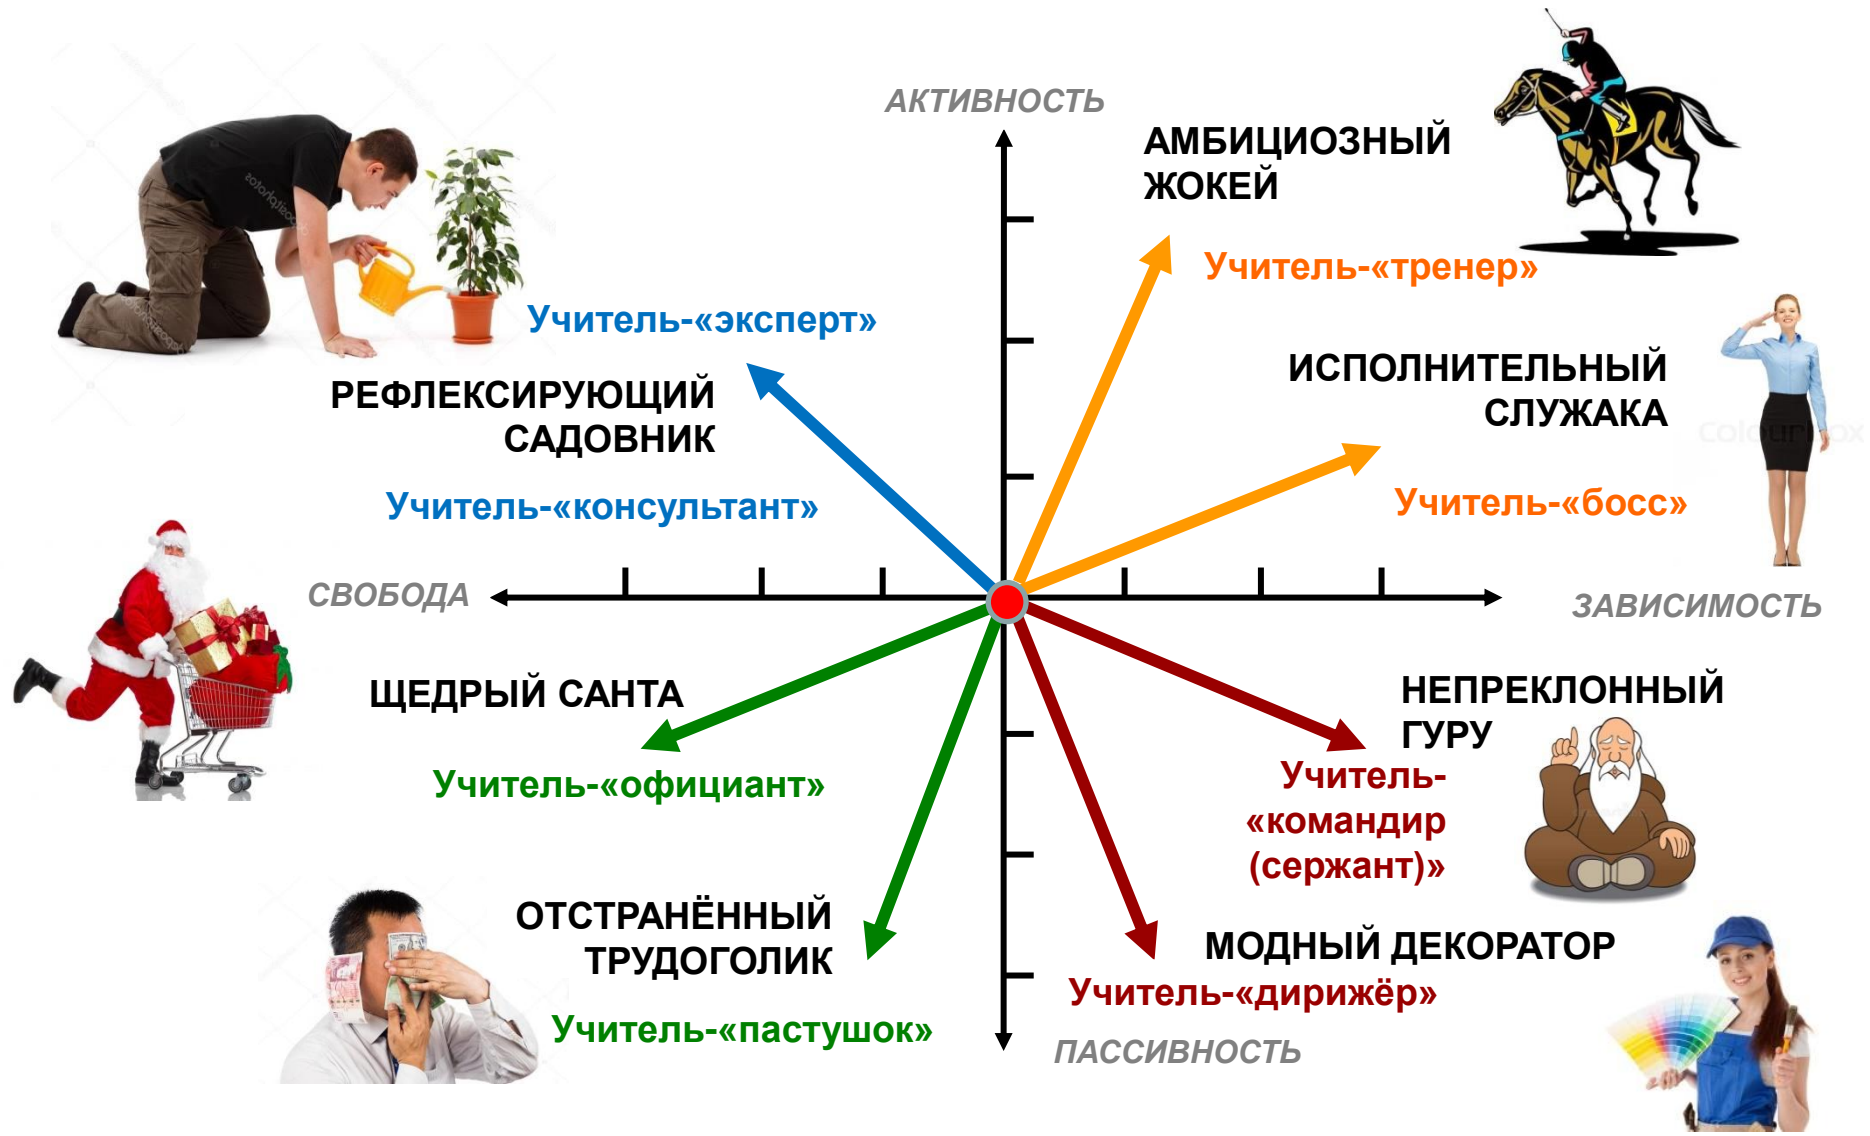 АКТИВНОСТЬ
АМБИЦИОЗНЫЙ
ЖОКЕЙ
Учитель-«тренер»
Учитель-«эксперт»
РЕФЛЕКСИРУЮЩИЙ
САДОВНИК
Учитель-«консультант»
ИСПОЛНИТЕЛЬНЫЙ
СЛУЖАКА
Учитель-«босс»
СВОБОДА
ЗАВИСИМОСТЬ
ЩЕДРЫЙ САНТА
Учитель-«официант»
НЕПРЕКЛОННЫЙ
ГУРУ
Учитель-
«командир
(сержант)»
ОТСТРАНЁННЫЙ
ТРУДОГОЛИК
Учитель-«пастушок»
МОДНЫЙ ДЕКОРАТОР
Учитель-«дирижёр»
ПАССИВНОСТЬ